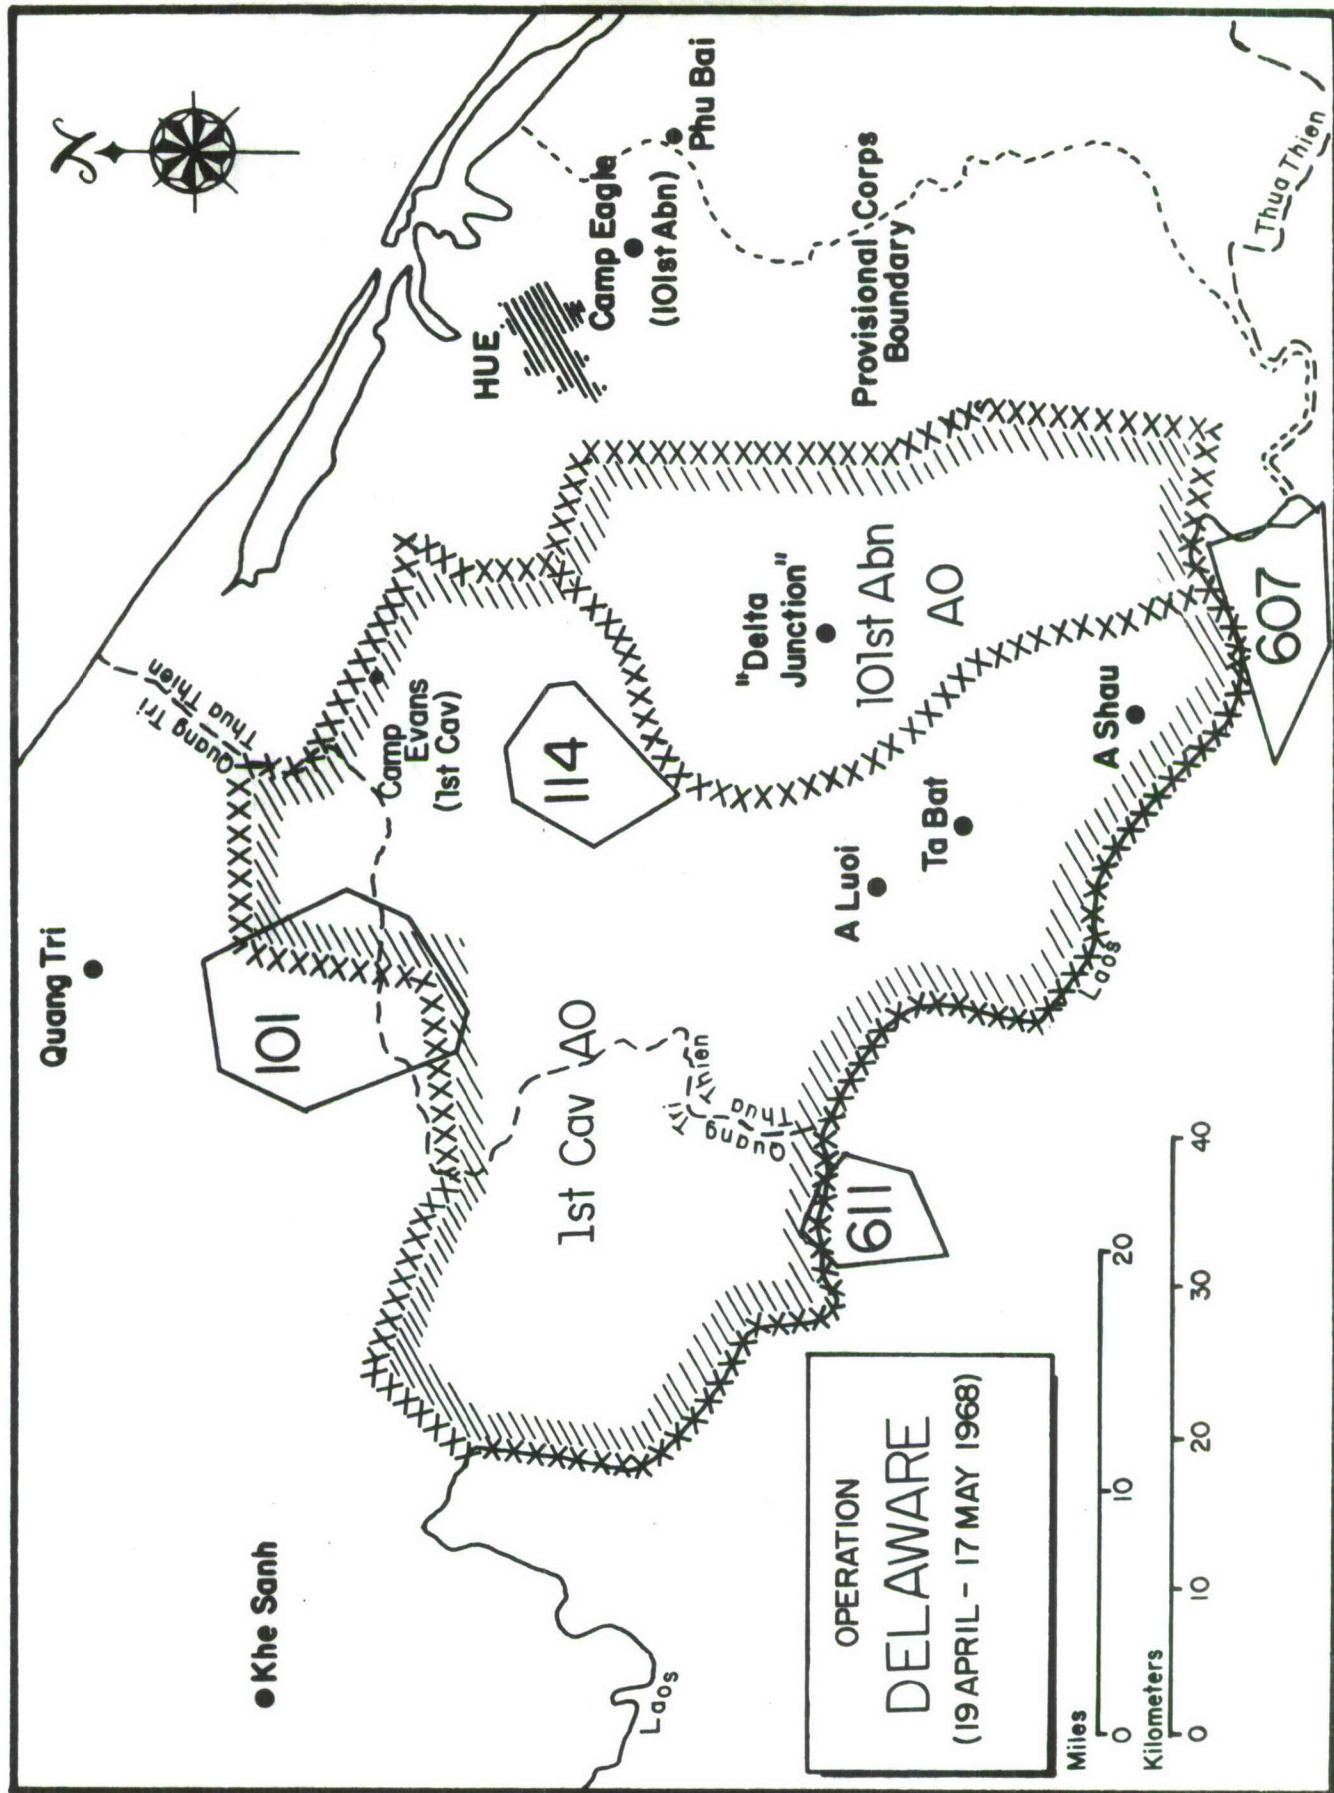 N
Quang Tri
Khe Sanh
Quang Tri
Thua Thien
HUE
Camp Eagle
(101st Abn)
Phu Bai
Camp
Evans
(1st Cav)
101
114
1st Cav AO
"Delta
Junction"
101st Abn
AO
Provisional Corps
Boundary
Quang Tri
Thua Thien
A Luoi
Ta Bat
A Shau
Laos
Laos
611
607
Thua Thien
OPERATION
DELAWARE
(19 APRIL - 17 MAY 1968)
Miles
0 10 20
Kilometers
0 10 20 30 40